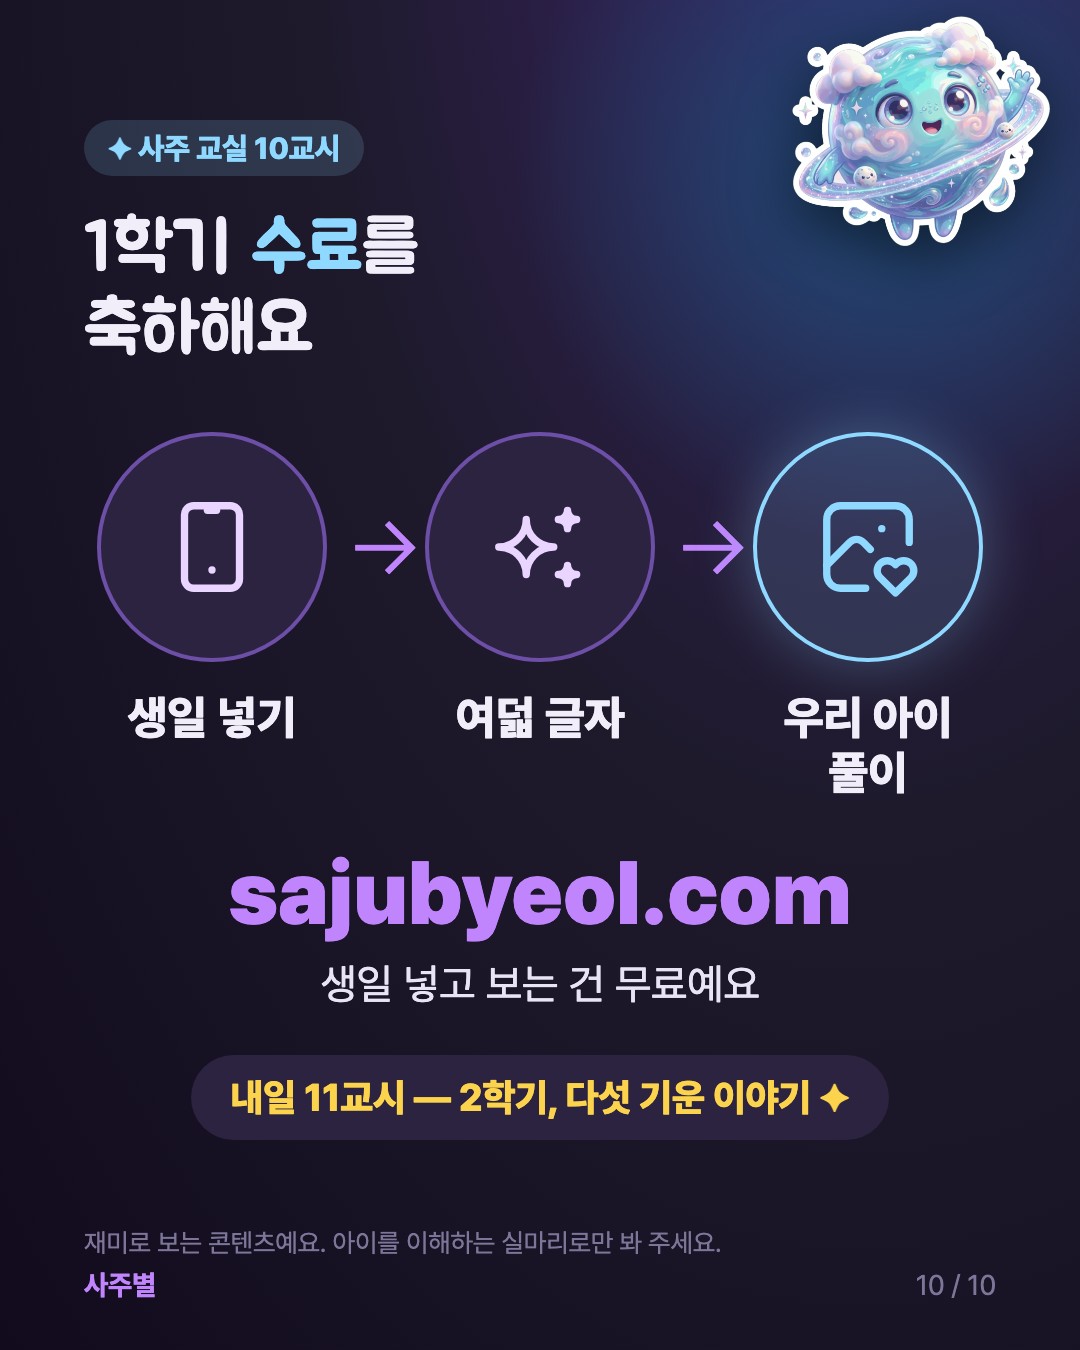 ✦ 사주 교실 10교시
1학기 수료를
축하해요
생일 넣기
여덟 글자
우리 아이
풀이
sajubyeol.com
생일 넣고 보는 건 무료예요
내일 11교시 — 2학기, 다섯 기운 이야기 ✦
재미로 보는 콘텐츠예요. 아이를 이해하는 실마리로만 봐 주세요.
사주별
10 / 10